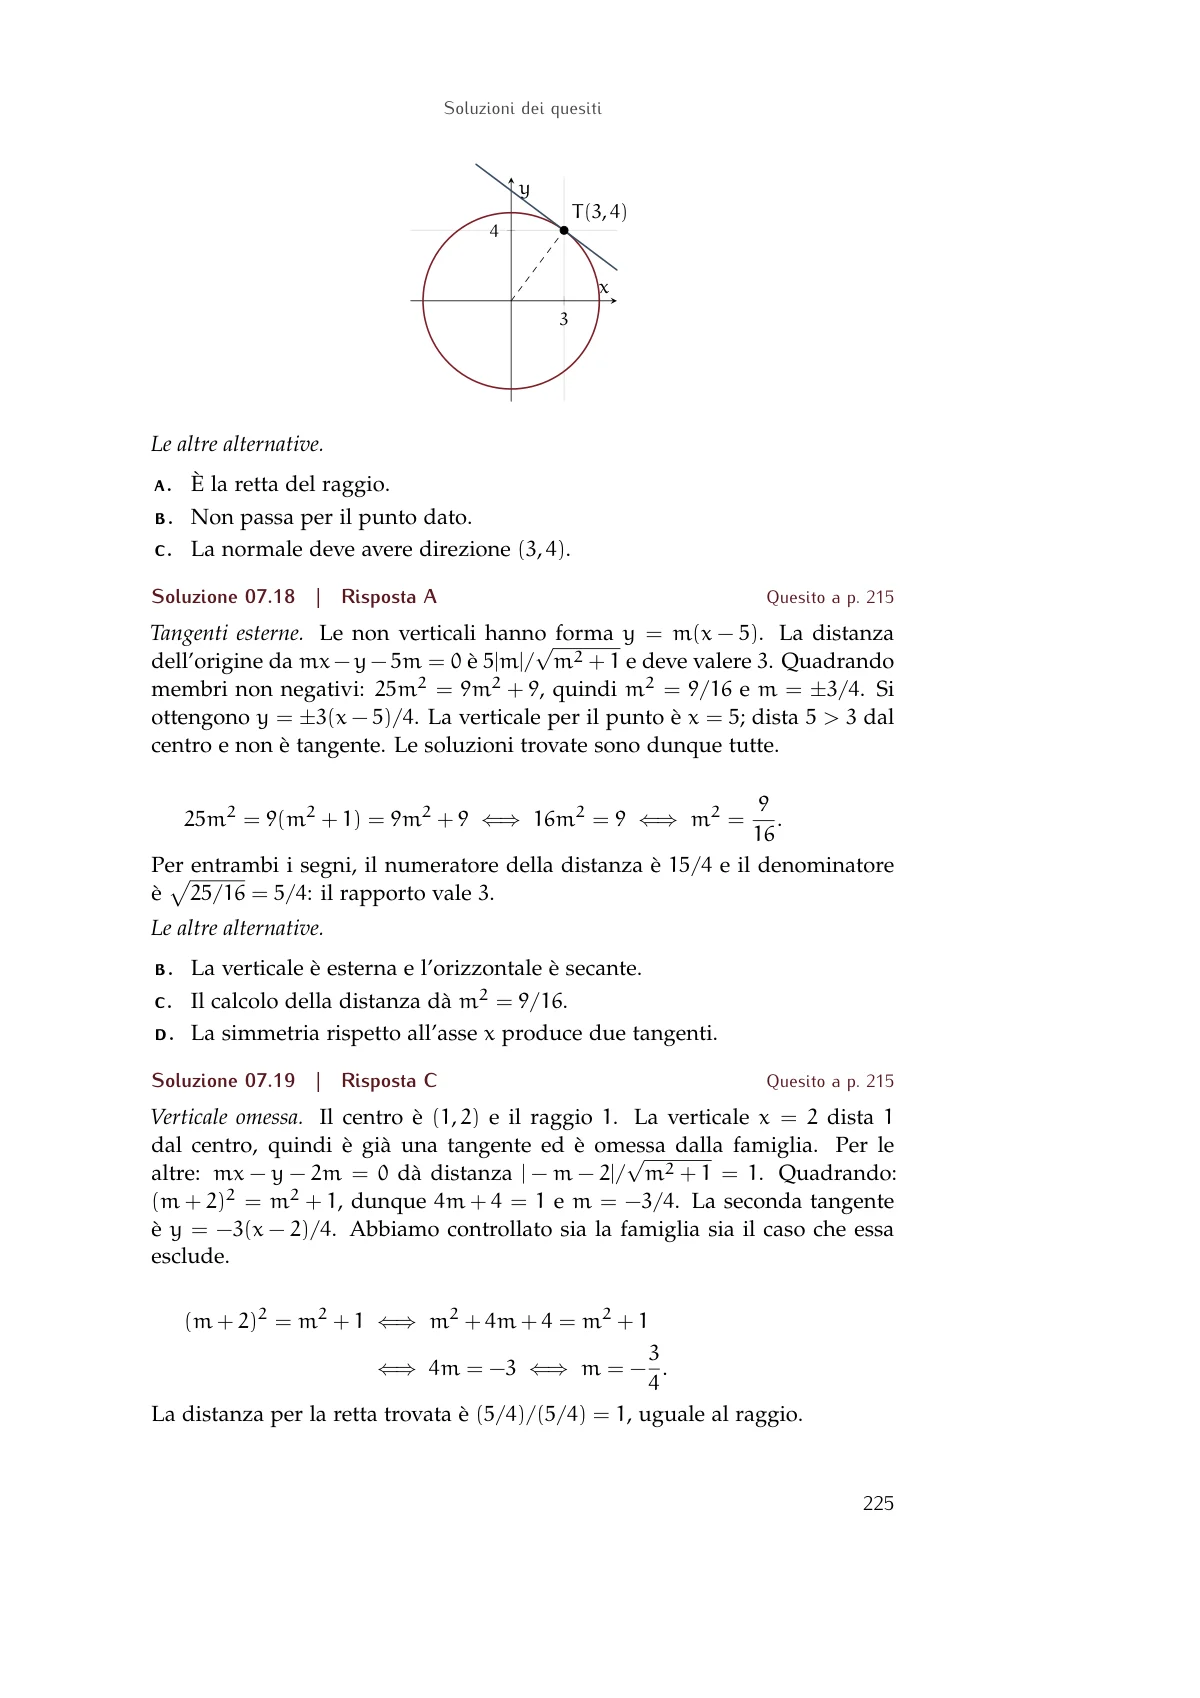 Soluzioni dei quesiti
y
T(3, 4)
4
x
3
Le altre alternative.
A. È la retta del raggio.
B. Non passa per il punto dato.
C. La normale deve avere direzione (3, 4).
Soluzione 07.18 | Risposta A Quesito a p. 215
Tangenti esterne. Le non verticali hanno forma y = m(x − 5). La distanza
dell'origine da mx − y − 5m = 0 è 5|m|/√(m² + 1) e deve valere 3. Quadrando
membri non negativi: 25m² = 9m² + 9, quindi m² = 9/16 e m = ±3/4. Si
ottengono y = ±3(x − 5)/4. La verticale per il punto è x = 5; dista 5 > 3 dal
centro e non è tangente. Le soluzioni trovate sono dunque tutte.
25m² = 9(m² + 1) = 9m² + 9 ⟺ 16m² = 9 ⟺ m² = 9/16.
Per entrambi i segni, il numeratore della distanza è 15/4 e il denominatore
è √(25/16) = 5/4: il rapporto vale 3.
Le altre alternative.
B. La verticale è esterna e l'orizzontale è secante.
C. Il calcolo della distanza dà m² = 9/16.
D. La simmetria rispetto all'asse x produce due tangenti.
Soluzione 07.19 | Risposta C Quesito a p. 215
Verticale omessa. Il centro è (1, 2) e il raggio 1. La verticale x = 2 dista 1
dal centro, quindi è già una tangente ed è omessa dalla famiglia. Per le
altre: mx − y − 2m = 0 dà distanza | − m − 2|/√(m² + 1) = 1. Quadrando:
(m + 2)² = m² + 1, dunque 4m + 4 = 1 e m = −3/4. La seconda tangente
è y = −3(x − 2)/4. Abbiamo controllato sia la famiglia sia il caso che essa
esclude.
(m + 2)² = m² + 1 ⟺ m² + 4m + 4 = m² + 1
⟺ 4m = −3 ⟺ m = −3/4.
La distanza per la retta trovata è (5/4)/(5/4) = 1, uguale al raggio.
225